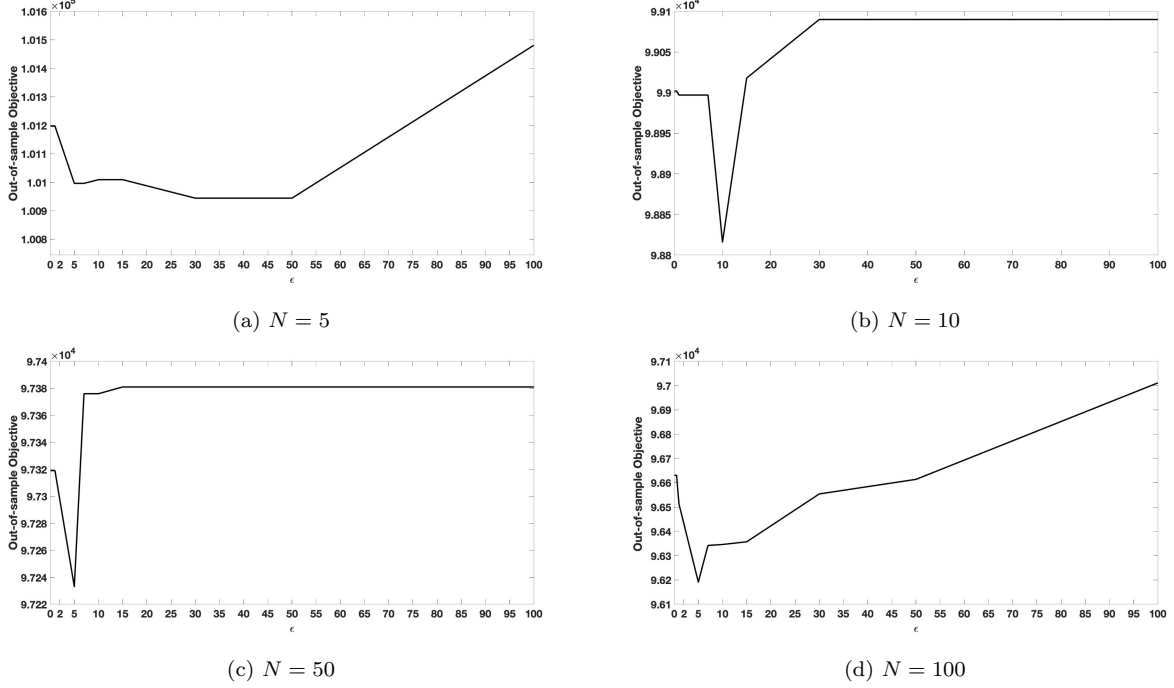 ×10⁵
1.016
1.015
1.014
1.013
1.012
1.011
1.01
1.009
1.008
Out-of-sample Objective
0 2 5 10 15 20 25 30 35 40 45 50 55 60 65 70 75 80 85 90 95 100
ϵ
(a) N = 5
×10⁴
9.91
9.905
9.9
9.895
9.89
9.885
9.88
Out-of-sample Objective
0 10 20 30 40 50 60 70 80 90 100
ϵ
(b) N = 10
×10⁴
9.74
9.738
9.736
9.734
9.732
9.73
9.728
9.726
9.724
9.722
Out-of-sample Objective
0 2 5 10 15 20 25 30 35 40 45 50 55 60 65 70 75 80 85 90 95 100
ϵ
(c) N = 50
×10⁴
9.71
9.7
9.69
9.68
9.67
9.66
9.65
9.64
9.63
9.62
9.61
Out-of-sample Objective
0 2 5 10 15 20 25 30 35 40 45 50 55 60 65 70 75 80 85 90 95 100
ϵ
(d) N = 100